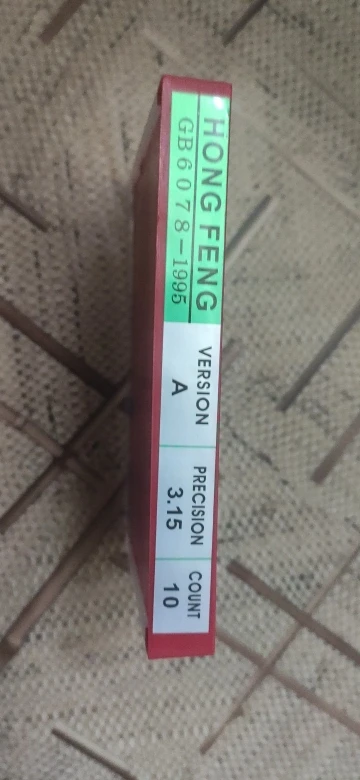 HONG FENG
GB6078-1995
VERSION
A
PRECISION
3.15
COUNT
10